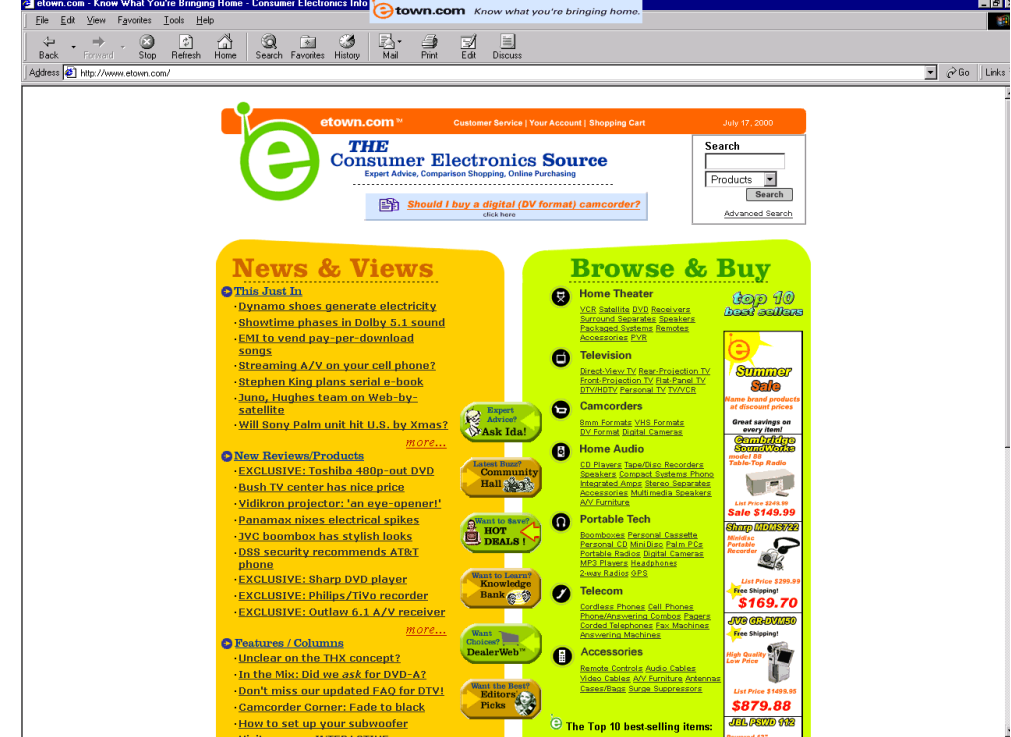 etown.com - Know What You're Bringing Home - Consumer Electronics Info
etown.com Know what you're bringing home.
File Edit View Favorites Tools Help
Back Forward Stop Refresh Home Search Favorites History Mail Print Edit Discuss
Address http://www.etown.com/ Go Links
etown.com™ Customer Service | Your Account | Shopping Cart July 17, 2000
e
THE
Consumer Electronics Source
Expert Advice, Comparison Shopping, Online Purchasing
Should I buy a digital (DV format) camcorder?
click here
Search
Products
Search
Advanced Search
News & Views
This Just In
·Dynamo shoes generate electricity
·Showtime phases in Dolby 5.1 sound
·EMI to vend pay-per-download
songs
·Streaming A/V on your cell phone?
·Stephen King plans serial e-book
·Juno, Hughes team on Web-by-
satellite
·Will Sony Palm unit hit U.S. by Xmas?
more...
New Reviews/Products
·EXCLUSIVE: Toshiba 480p-out DVD
·Bush TV center has nice price
·Vidikron projector: 'an eye-opener!'
·Panamax nixes electrical spikes
·JVC boombox has stylish looks
·DSS security recommends AT&T
phone
·EXCLUSIVE: Sharp DVD player
·EXCLUSIVE: Philips/TiVo recorder
·EXCLUSIVE: Outlaw 6.1 A/V receiver
more...
Features / Columns
·Unclear on the THX concept?
·In the Mix: Did we ask for DVD-A?
·Don't miss our updated FAQ for DTV!
·Camcorder Corner: Fade to black
·How to set up your subwoofer
Expert
Advice?
Ask Ida!
Latest Buzz?
Community
Hall
Want to $ave?
HOT
DEALS !
Want to Learn?
Knowledge
Bank
Want
Choices?
DealerWeb™
Want the Best?
Editors'
Picks
Browse & Buy
Home Theater
VCR Satellite DVD Receivers
Surround Separates Speakers
Packaged Systems Remotes
Accessories PVR
Television
Direct-View TV Rear-Projection TV
Front-Projection TV Flat-Panel TV
DTV/HDTV Personal TV TV/VCR
Camcorders
8mm Formats VHS Formats
DV Format Digital Cameras
Home Audio
CD Players Tape/Disc Recorders
Speakers Compact Systems Phono
Integrated Amps Stereo Separates
Accessories Multimedia Speakers
A/V Furniture
Portable Tech
Boomboxes Personal Cassette
Personal CD MiniDisc Palm PCs
Portable Radios Digital Cameras
MP3 Players Headphones
2-way Radios GPS
Telecom
Cordless Phones Cell Phones
Phone/Answering Combos Pagers
Corded Telephones Fax Machines
Answering Machines
Accessories
Remote Controls Audio Cables
Video Cables A/V Furniture Antennas
Cases/Bags Surge Suppressors
e The Top 10 best-selling items:
top 10
best sellers
e
Summer
Sale
Name brand products
at discount prices
Great savings on
every item!
Cambridge
SoundWorks
model 88
Table-Top Radio
List Price $249.99
Sale $149.99
Sharp MDMS722
Minidisc
Portable
Recorder
List Price $299.99
Free Shipping!
$169.70
JVC GR-DVM50
Free Shipping!
High Quality
Low Price
List Price $1499.95
$879.88
JBL PSWD 112